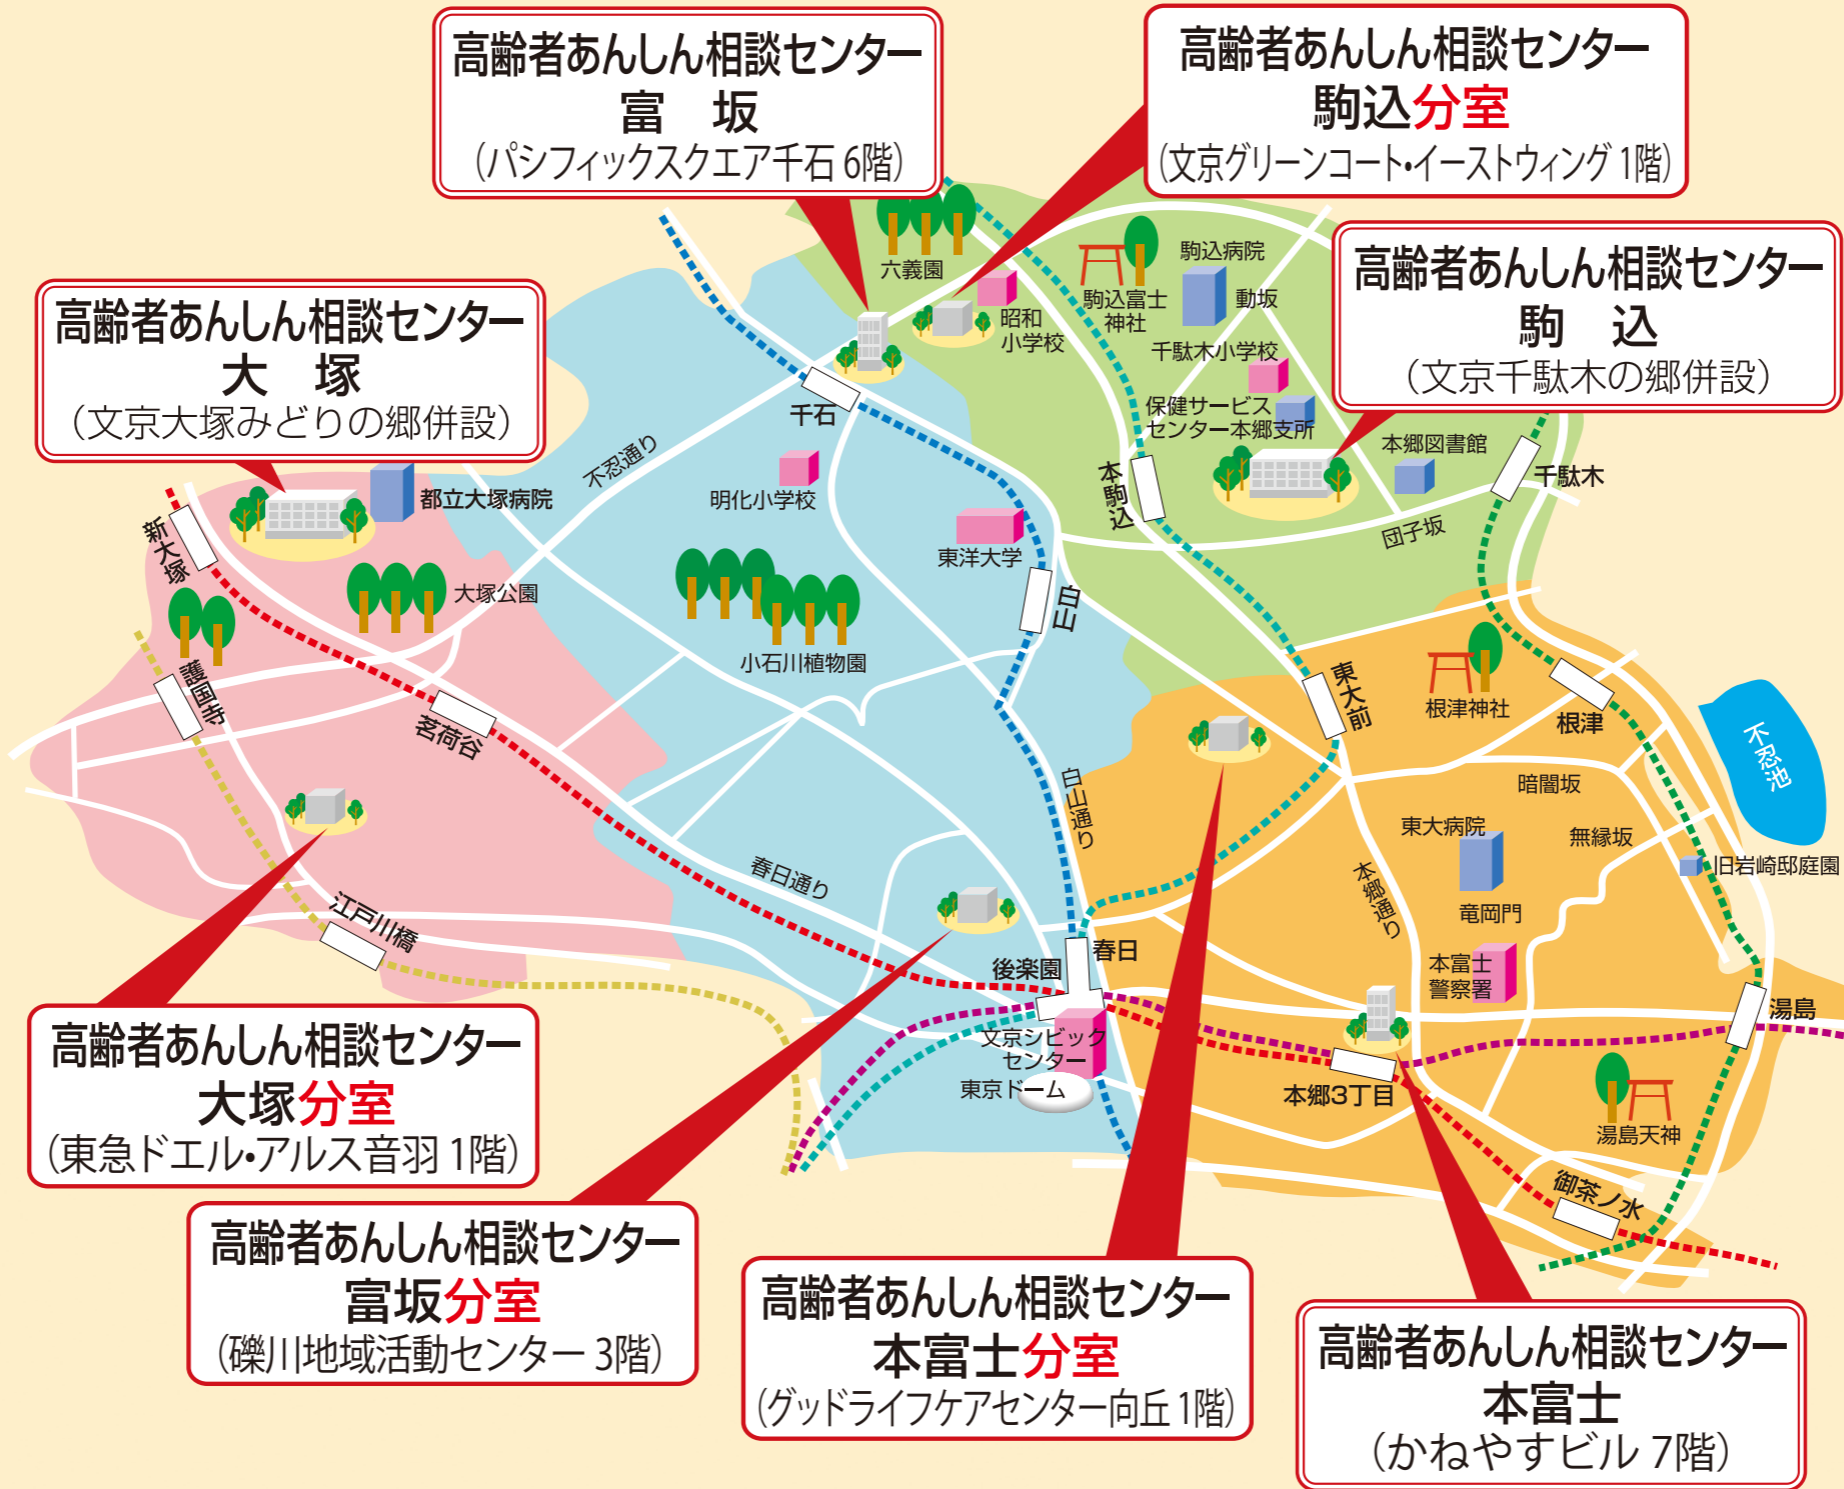 高齢者あんしん相談センター
富　坂
（パシフィックスクエア千石 6階）
高齢者あんしん相談センター
駒込分室
（文京グリーンコート・イーストウィング 1階）
高齢者あんしん相談センター
駒　込
（文京千駄木の郷併設）
高齢者あんしん相談センター
大　塚
（文京大塚みどりの郷併設）
六義園
昭和
小学校
駒込富士
神社
駒込病院
動坂
千駄木小学校
保健サービス
センター本郷支所
本郷図書館
千駄木
団子坂
本駒込
千石
不忍通り
明化小学校
東洋大学
白山
都立大塚病院
新大塚
大塚公園
小石川植物園
護国寺
茗荷谷
東大前
根津神社
根津
不忍池
暗闇坂
無縁坂
東大病院
竜岡門
旧岩崎邸庭園
白山通り
本郷通り
春日通り
江戸川橋
後楽園
春日
文京シビック
センター
東京ドーム
本富士
警察署
本郷3丁目
湯島
湯島天神
御茶ノ水
高齢者あんしん相談センター
大塚分室
（東急ドエル・アルス音羽 1階）
高齢者あんしん相談センター
富坂分室
（礫川地域活動センター 3階）
高齢者あんしん相談センター
本富士分室
（グッドライフケアセンター向丘 1階）
高齢者あんしん相談センター
本富士
（かねやすビル 7階）